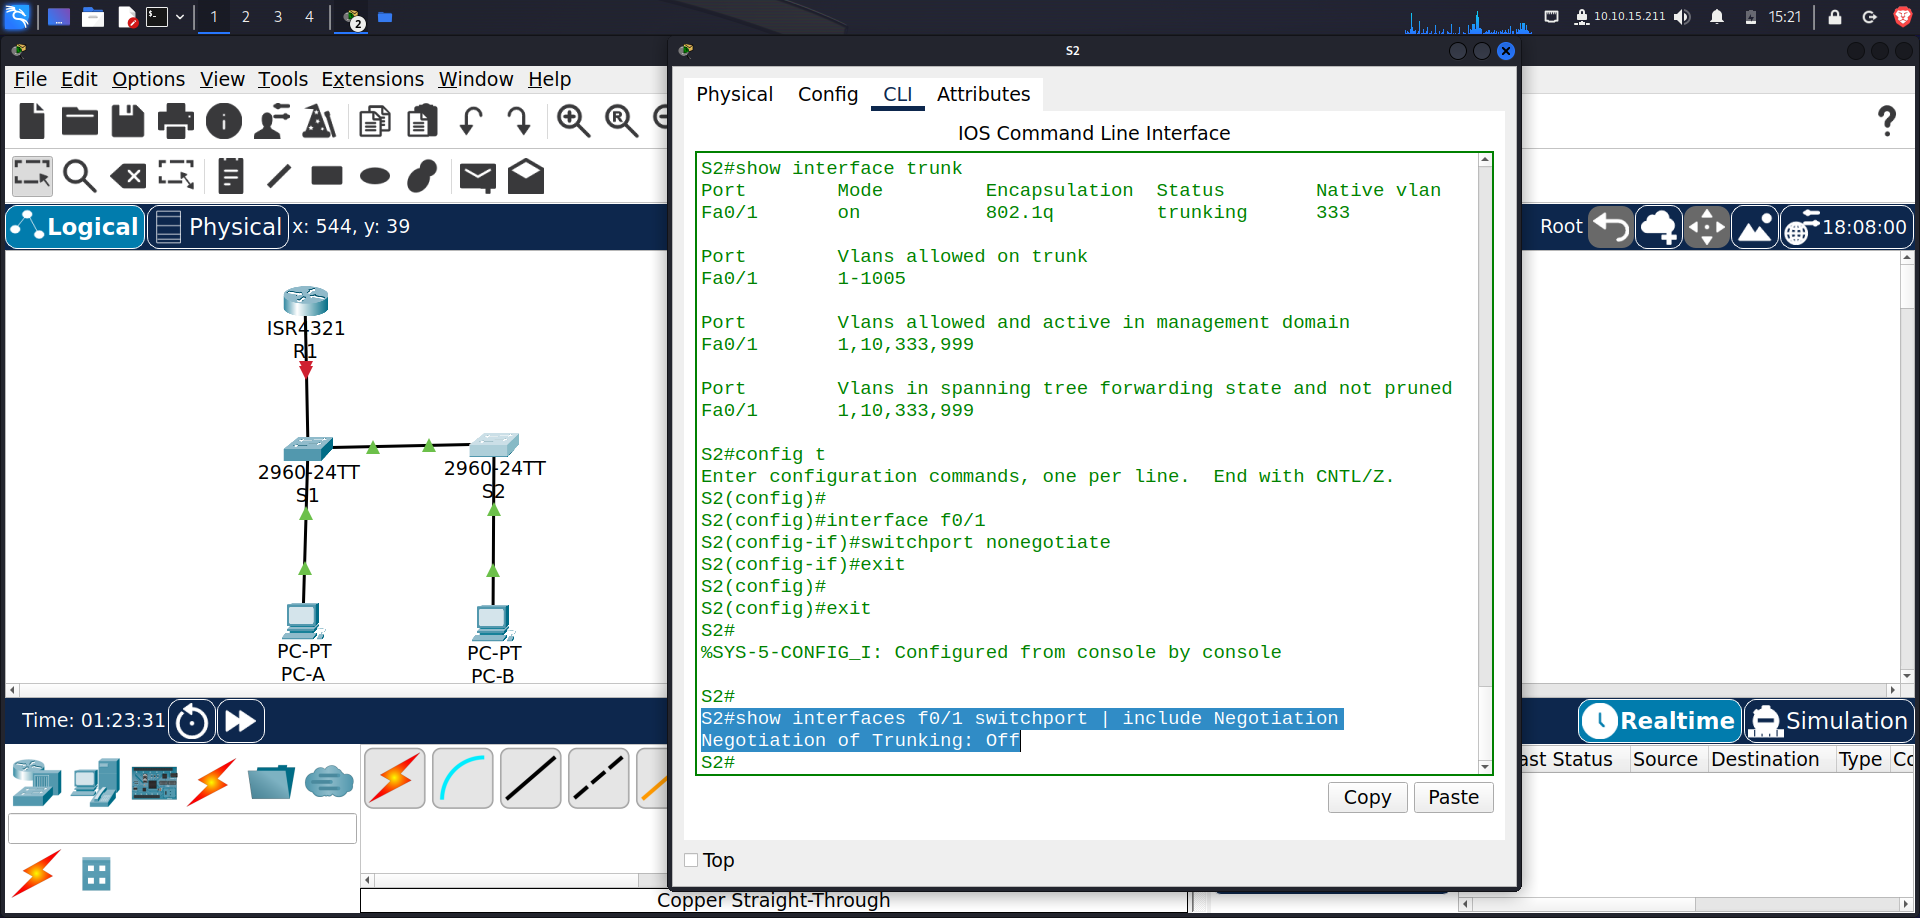 1 2 3 4 2
10.10.15.211 15:21
S2
File Edit Options View Tools Extensions Window Help
Physical Config CLI Attributes
IOS Command Line Interface
S2#show interface trunk
Port Mode Encapsulation Status Native vlan
Fa0/1 on 802.1q trunking 333
Port Vlans allowed on trunk
Fa0/1 1-1005
Port Vlans allowed and active in management domain
Fa0/1 1,10,333,999
Port Vlans in spanning tree forwarding state and not pruned
Fa0/1 1,10,333,999
S2#config t
Enter configuration commands, one per line. End with CNTL/Z.
S2(config)#
S2(config)#interface f0/1
S2(config-if)#switchport nonegotiate
S2(config-if)#exit
S2(config)#
S2(config)#exit
S2#
%SYS-5-CONFIG_I: Configured from console by console
S2#
S2#show interfaces f0/1 switchport | include Negotiation
Negotiation of Trunking: Off
S2#
Copy Paste
Top
Logical Physical x: 544, y: 39
Root 18:08:00
ISR4321
R1
2960-24TT
S1
2960-24TT
S2
PC-PT
PC-A
PC-PT
PC-B
Time: 01:23:31
Realtime Simulation
ast Status Source Destination Type Co
Copper Straight-Through